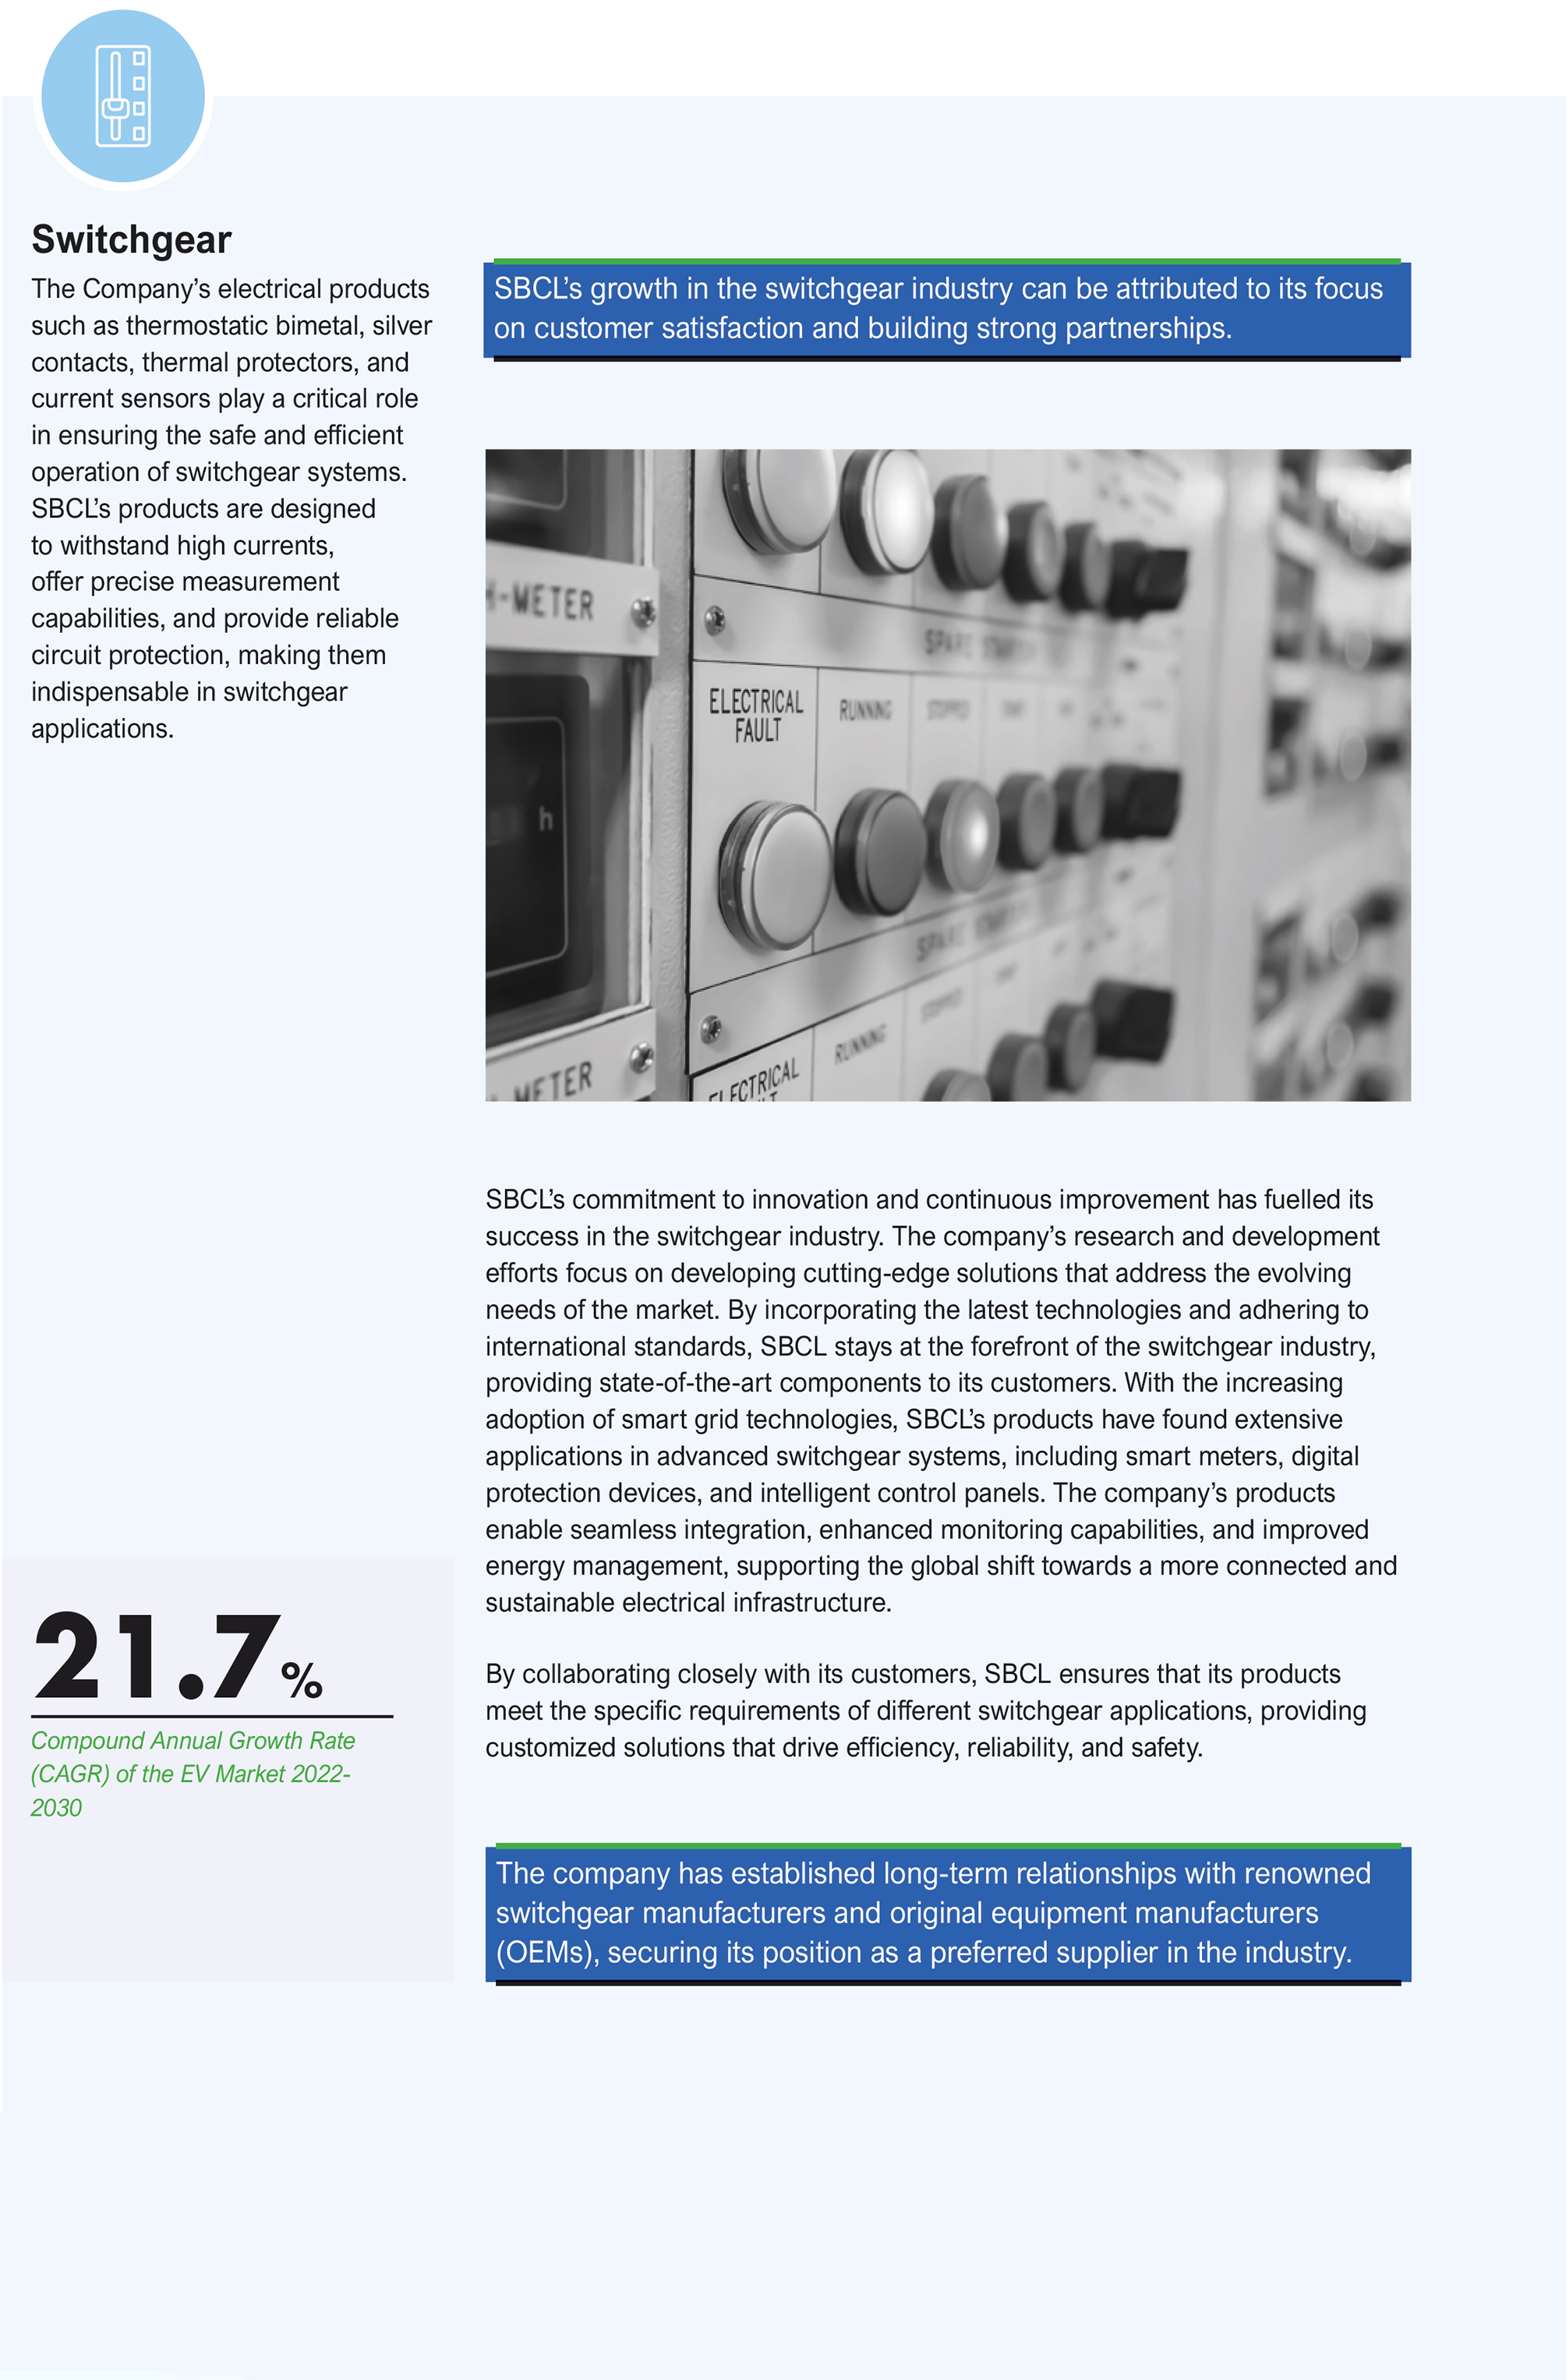 Switchgear
The Company’s electrical products
such as thermostatic bimetal, silver
contacts, thermal protectors, and
current sensors play a critical role
in ensuring the safe and efficient
operation of switchgear systems.
SBCL’s products are designed
to withstand high currents,
offer precise measurement
capabilities, and provide reliable
circuit protection, making them
indispensable in switchgear
applications.
SBCL’s growth in the switchgear industry can be attributed to its focus
on customer satisfaction and building strong partnerships.
-METER
SPARE STARTER
ELECTRICAL
FAULT
RUNNING
STOPPED
START
h
SPARE STARTER
STOPPED
START
RUNNING
METER
ELECTRICAL
SBCL’s commitment to innovation and continuous improvement has fuelled its
success in the switchgear industry. The company’s research and development
efforts focus on developing cutting-edge solutions that address the evolving
needs of the market. By incorporating the latest technologies and adhering to
international standards, SBCL stays at the forefront of the switchgear industry,
providing state-of-the-art components to its customers. With the increasing
adoption of smart grid technologies, SBCL’s products have found extensive
applications in advanced switchgear systems, including smart meters, digital
protection devices, and intelligent control panels. The company’s products
enable seamless integration, enhanced monitoring capabilities, and improved
energy management, supporting the global shift towards a more connected and
sustainable electrical infrastructure.
By collaborating closely with its customers, SBCL ensures that its products
meet the specific requirements of different switchgear applications, providing
customized solutions that drive efficiency, reliability, and safety.
21.7%
Compound Annual Growth Rate
(CAGR) of the EV Market 2022-
2030
The company has established long-term relationships with renowned
switchgear manufacturers and original equipment manufacturers
(OEMs), securing its position as a preferred supplier in the industry.